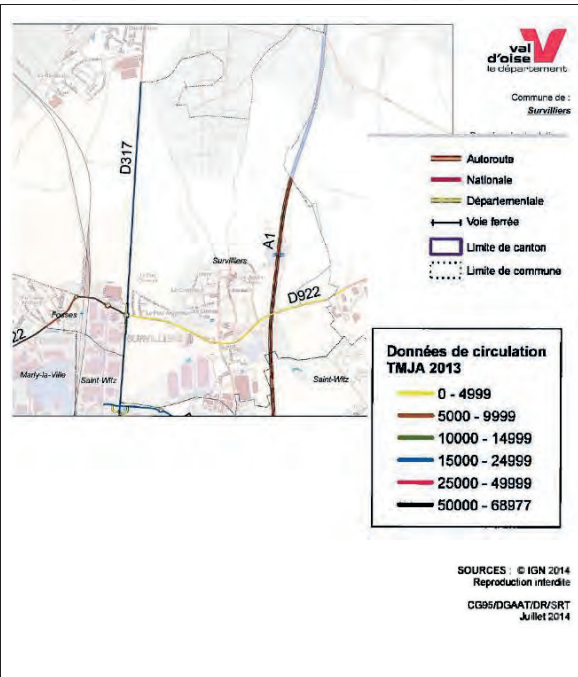 val
d'oise
le département
Commune de :
Survilliers
Autoroute
Nationale
Départementale
Voie ferrée
Limite de canton
Limite de commune
D317
A1
Survilliers
D922
Fosses
22
SURVILLIERS
Marly-la-Ville
Saint-Witz
Saint-Witz
Données de circulation
TMJA 2013
0 - 4999
5000 - 9999
10000 - 14999
15000 - 24999
25000 - 49999
50000 - 68977
SOURCES : © IGN 2014
Reproduction interdite
CG95/DGAAT/DR/SRT
Juillet 2014